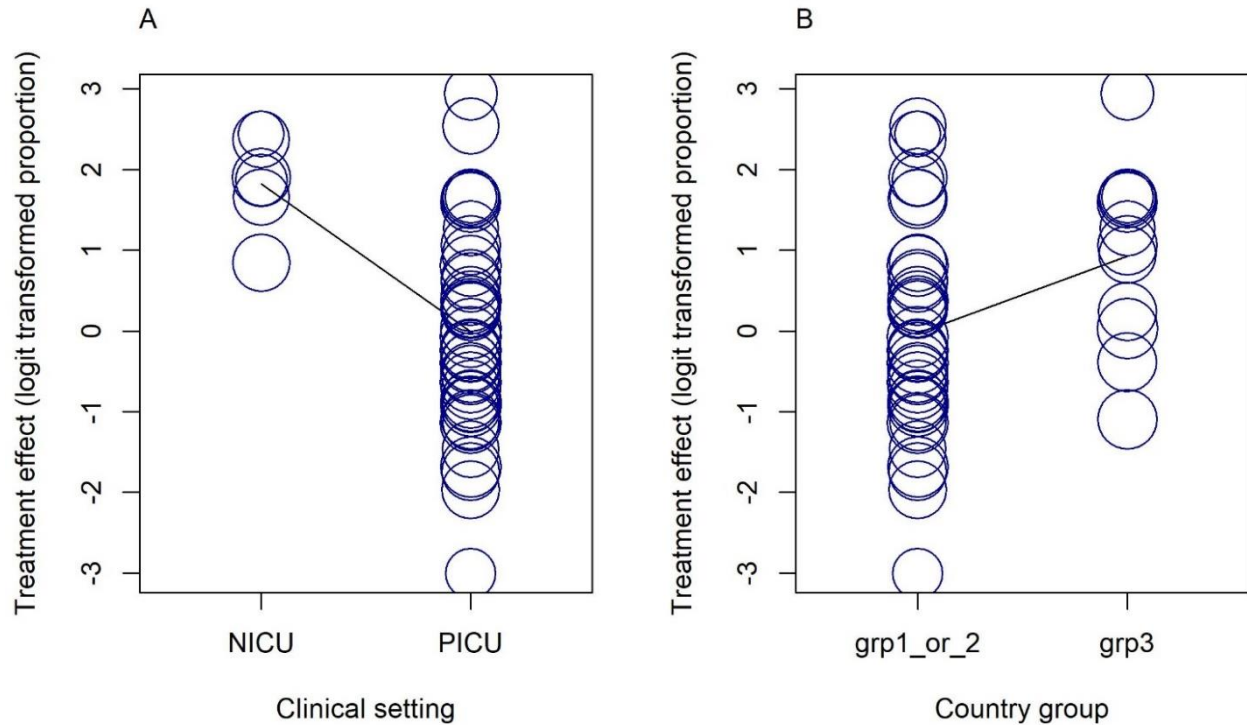 A
Treatment effect (logit transformed proportion)
3
2
1
0
-1
-2
-3
NICU
PICU
Clinical setting
B
Treatment effect (logit transformed proportion)
3
2
1
0
-1
-2
-3
grp1_or_2
grp3
Country group